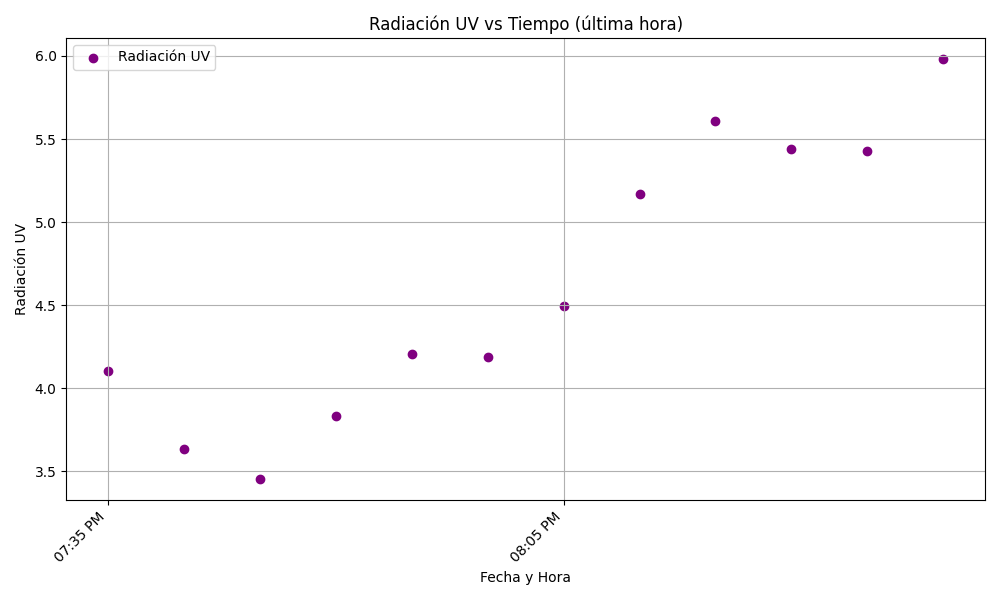 Radiación UV vs Tiempo (última hora)
Radiación UV
6.0
5.5
5.0
4.5
4.0
3.5
Radiación UV
07:35 PM
08:05 PM
Fecha y Hora